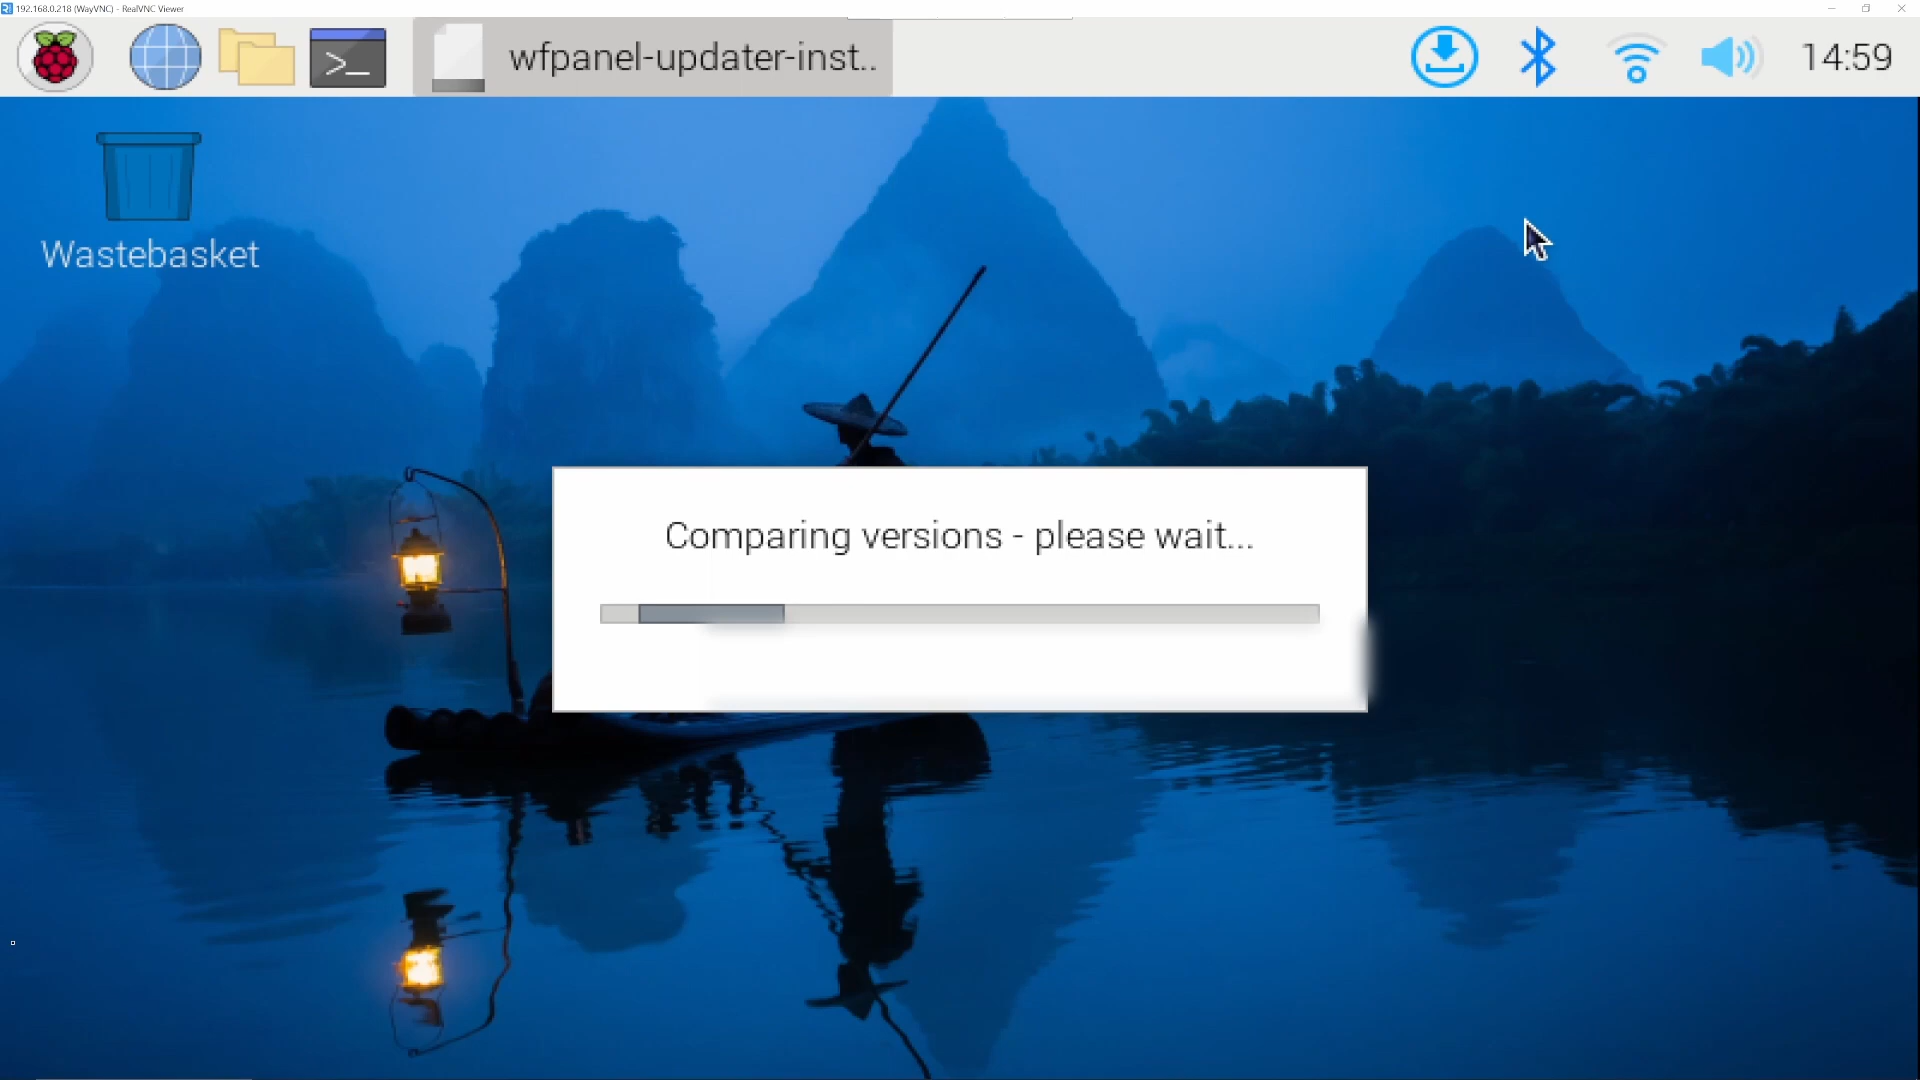 192.168.0.218 (WayVNC) - RealVNC Viewer
>_ wfpanel-updater-inst.. 14:59
Wastebasket
Comparing versions - please wait...